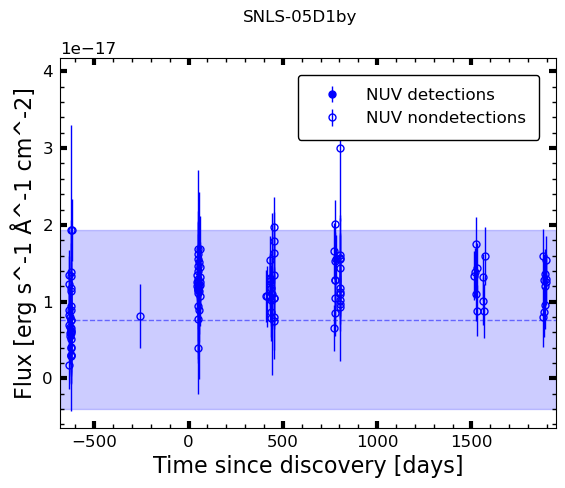 SNLS-05D1by
1e−17
NUV detections
NUV nondetections
4
3
2
1
0
Flux [erg s^-1 Å^-1 cm^-2]
−500
0
500
1000
1500
Time since discovery [days]